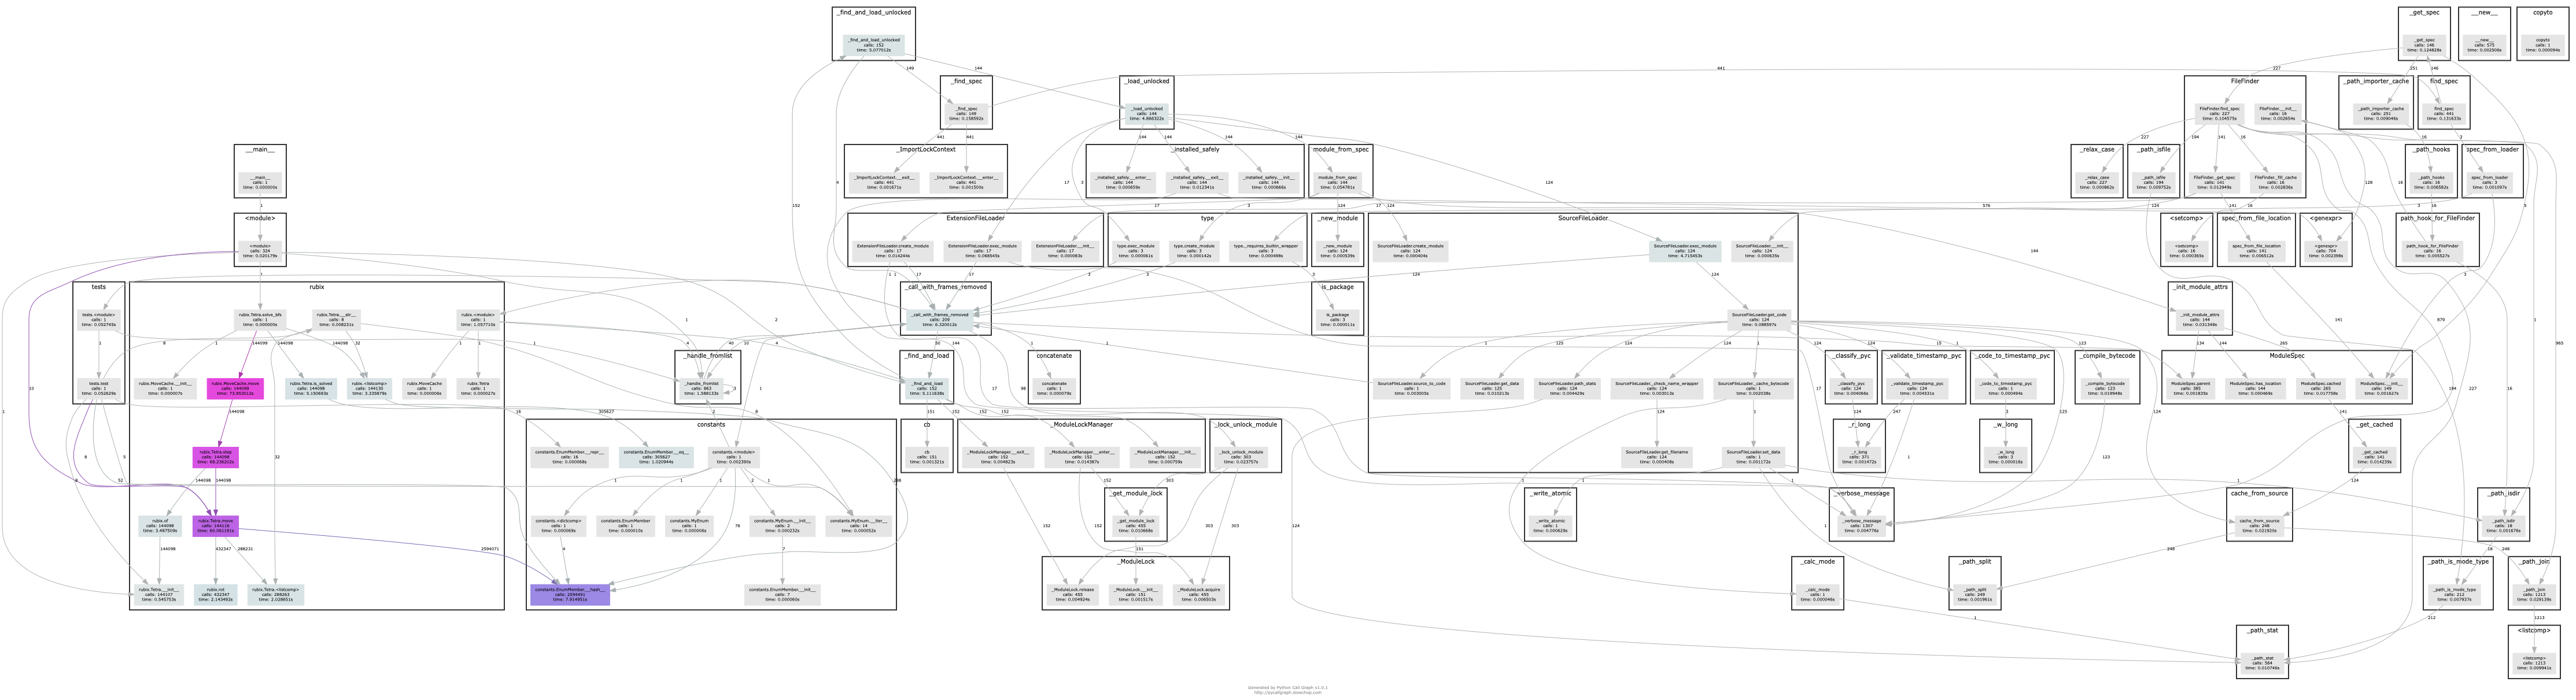 _find_and_load_unlocked
_find_and_load_unlocked
calls: 152
time: 5.077012s
_get_spec
_get_spec
calls: 146
time: 0.124828s
__new__
__new__
calls: 575
copyto
copyto
calls: 1
time: 0.000094s
_find_spec
_find_spec
calls: 149
time: 0.158592s
_load_unlocked
_load_unlocked
calls: 144
time: 4.866322s
FileFinder
FileFinder.find_spec
calls: 227
time: 0.104575s
FileFinder.__init__
calls: 16
time: 0.002654s
FileFinder._get_spec
calls: 141
time: 0.012949s
FileFinder._fill_cache
calls: 16
time: 0.002836s
_path_importer_cache
_path_importer_cache
calls: 251
time: 0.009046s
find_spec
find_spec
calls: 441
time: 0.131633s
__main__
__main__
calls: 1
time: 0.000000s
_ImportLockContext
_ImportLockContext.__exit__
calls: 441
time: 0.001671s
_ImportLockContext.__enter__
calls: 441
time: 0.001500s
_installed_safely
_installed_safely.__enter__
calls: 144
time: 0.000659s
_installed_safely.__exit__
calls: 144
time: 0.012341s
_installed_safely.__init__
calls: 144
time: 0.000668s
module_from_spec
module_from_spec
calls: 144
time: 0.054781s
_relax_case
_relax_case
calls: 227
time: 0.000862s
_path_isfile
_path_isfile
calls: 194
time: 0.009752s
_path_hooks
_path_hooks
calls: 16
time: 0.006582s
spec_from_loader
spec_from_loader
calls: 3
time: 0.001097s
<module>
<module>
calls: 324
time: 0.020179s
ExtensionFileLoader
ExtensionFileLoader.create_module
calls: 17
time: 0.014244s
ExtensionFileLoader.exec_module
calls: 17
time: 0.068545s
ExtensionFileLoader.__init__
calls: 17
time: 0.000083s
type
type.exec_module
calls: 3
time: 0.000061s
type.create_module
calls: 3
time: 0.000142s
type._requires_builtin_wrapper
calls: 3
time: 0.000498s
_new_module
_new_module
calls: 124
time: 0.000539s
SourceFileLoader
SourceFileLoader.create_module
calls: 124
time: 0.000404s
SourceFileLoader.exec_module
calls: 124
time: 4.715453s
SourceFileLoader.__init__
calls: 124
time: 0.000625s
SourceFileLoader.get_code
calls: 124
time: 0.088597s
SourceFileLoader.source_to_code
calls: 1
time: 0.003005s
SourceFileLoader.get_data
calls: 125
time: 0.010213s
SourceFileLoader.path_stats
calls: 124
time: 0.004429s
SourceFileLoader._check_name_wrapper
calls: 124
time: 0.003013s
SourceFileLoader._cache_bytecode
calls: 1
time: 0.002038s
SourceFileLoader.get_filename
calls: 124
time: 0.000408s
SourceFileLoader.set_data
calls: 1
time: 0.001172s
<setcomp>
<setcomp>
calls: 16
time: 0.000365s
spec_from_file_location
spec_from_file_location
calls: 141
time: 0.006512s
<genexpr>
<genexpr>
calls: 704
time: 0.002398s
path_hook_for_FileFinder
path_hook_for_FileFinder
calls: 16
time: 0.005527s
tests
tests.<module>
calls: 1
time: 0.052749s
tests.test
calls: 1
time: 0.052629s
rubix
rubix.Tetra.solve_bfs
calls: 1
time: 0.000000s
rubix.Tetra.__str__
calls: 8
time: 0.008231s
rubix.<module>
calls: 1
time: 1.057710s
rubix.MoveCache.__init__
calls: 1
time: 0.000007s
rubix.MoveCache.move
calls: 144098
time: 73.953012s
rubix.Tetra.is_solved
calls: 144098
time: 5.190693s
rubix.<listcomp>
calls: 144130
time: 3.335879s
rubix.MoveCache
calls: 1
time: 0.000006s
rubix.Tetra
calls: 1
time: 0.000027s
rubix.Tetra.step
calls: 144098
time: 68.236202s
rubix.of
calls: 144098
time: 3.487509s
rubix.Tetra.move
calls: 144116
time: 60.061191s
rubix.Tetra.__init__
calls: 144107
time: 0.545753s
rubix.rot
calls: 432347
time: 2.143492s
rubix.Tetra.<listcomp>
calls: 288263
time: 2.028651s
_call_with_frames_removed
_call_with_frames_removed
calls: 209
time: 6.320012s
is_package
is_package
calls: 3
time: 0.000011s
_init_module_attrs
_init_module_attrs
calls: 144
time: 0.031348s
_handle_fromlist
_handle_fromlist
calls: 863
time: 1.588133s
_find_and_load
_find_and_load
calls: 152
time: 5.111638s
concatenate
concatenate
calls: 1
time: 0.000079s
_classify_pyc
_classify_pyc
calls: 124
time: 0.004066s
_validate_timestamp_pyc
_validate_timestamp_pyc
calls: 124
time: 0.004531s
_code_to_timestamp_pyc
_code_to_timestamp_pyc
calls: 1
time: 0.000494s
_compile_bytecode
_compile_bytecode
calls: 123
time: 0.019948s
ModuleSpec
ModuleSpec.parent
calls: 385
time: 0.001835s
ModuleSpec.has_location
calls: 144
time: 0.000469s
ModuleSpec.cached
calls: 265
time: 0.017758s
ModuleSpec.__init__
calls: 149
time: 0.001627s
constants
constants.EnumMember.__repr__
calls: 16
time: 0.000068s
constants.EnumMember.__eq__
calls: 305627
time: 1.020944s
constants.<module>
calls: 1
time: 0.002390s
constants.<dictcomp>
calls: 1
time: 0.000069s
constants.EnumMember
calls: 1
time: 0.000010s
constants.MyEnum
calls: 1
time: 0.000006s
constants.MyEnum.__init__
calls: 2
time: 0.000232s
constants.MyEnum.__iter__
calls: 14
time: 0.000052s
constants.EnumMember.__hash__
calls: 2594491
time: 7.914951s
constants.EnumMember.__init__
calls: 7
time: 0.000060s
cb
cb
calls: 151
time: 0.001321s
_ModuleLockManager
_ModuleLockManager.__exit__
calls: 152
time: 0.004623s
_ModuleLockManager.__enter__
calls: 152
time: 0.014387s
_ModuleLockManager.__init__
calls: 152
time: 0.000759s
_lock_unlock_module
_lock_unlock_module
calls: 303
time: 0.023757s
_r_long
_r_long
calls: 371
time: 0.001472s
_w_long
_w_long
calls: 3
time: 0.000016s
_get_cached
_get_cached
calls: 141
time: 0.014239s
_get_module_lock
_get_module_lock
calls: 455
time: 0.010668s
_write_atomic
_write_atomic
calls: 1
time: 0.000629s
_verbose_message
_verbose_message
calls: 1307
time: 0.004776s
cache_from_source
cache_from_source
calls: 248
time: 0.021920s
_path_isdir
_path_isdir
calls: 18
time: 0.001676s
_ModuleLock
_ModuleLock.release
calls: 455
time: 0.004924s
_ModuleLock.__init__
calls: 151
time: 0.001517s
_ModuleLock.acquire
calls: 455
time: 0.006503s
_calc_mode
_calc_mode
calls: 1
time: 0.000046s
_path_split
_path_split
calls: 249
time: 0.001961s
_path_is_mode_type
_path_is_mode_type
calls: 212
time: 0.007937s
_path_join
_path_join
calls: 1213
time: 0.029139s
_path_stat
_path_stat
calls: 564
time: 0.010746s
<listcomp>
<listcomp>
calls: 1213
time: 0.009941s
Generated by Python Call Graph v1.0.1
http://pycallgraph.slowchop.com